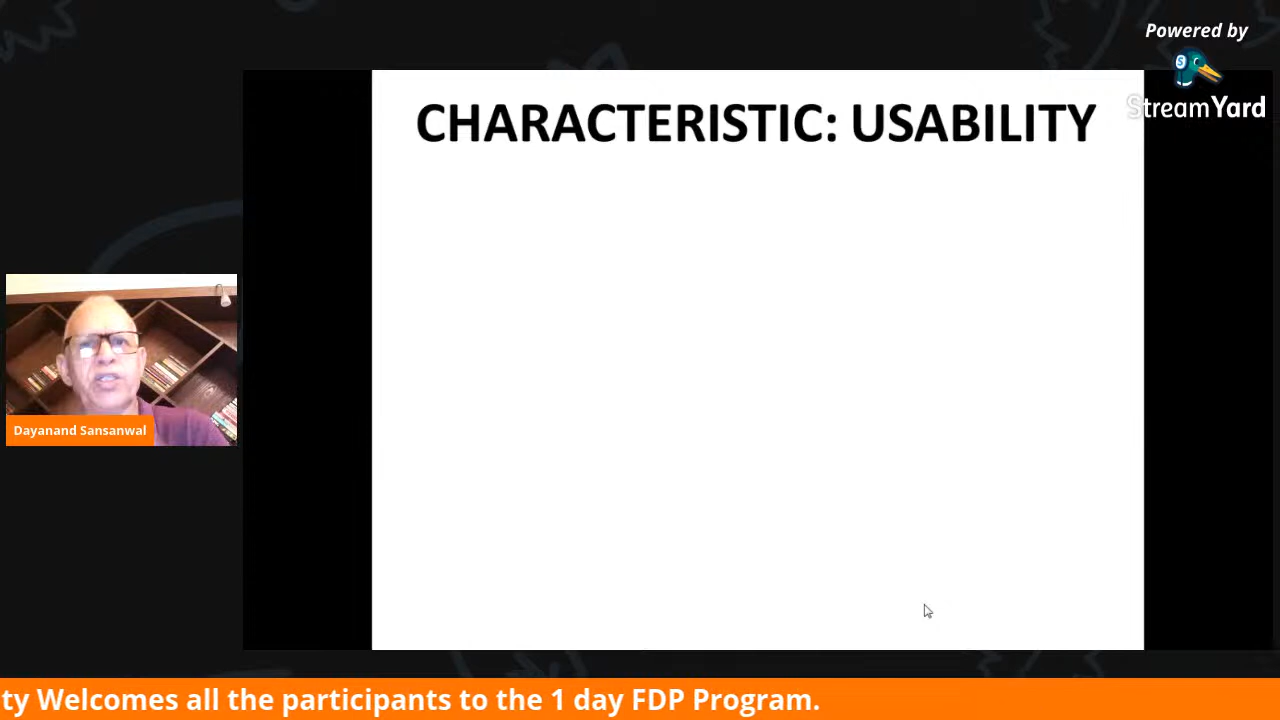 Powered by
StreamYard
CHARACTERISTIC: USABILITY
Dayanand Sansanwal
ty Welcomes all the participants to the 1 day FDP Program.